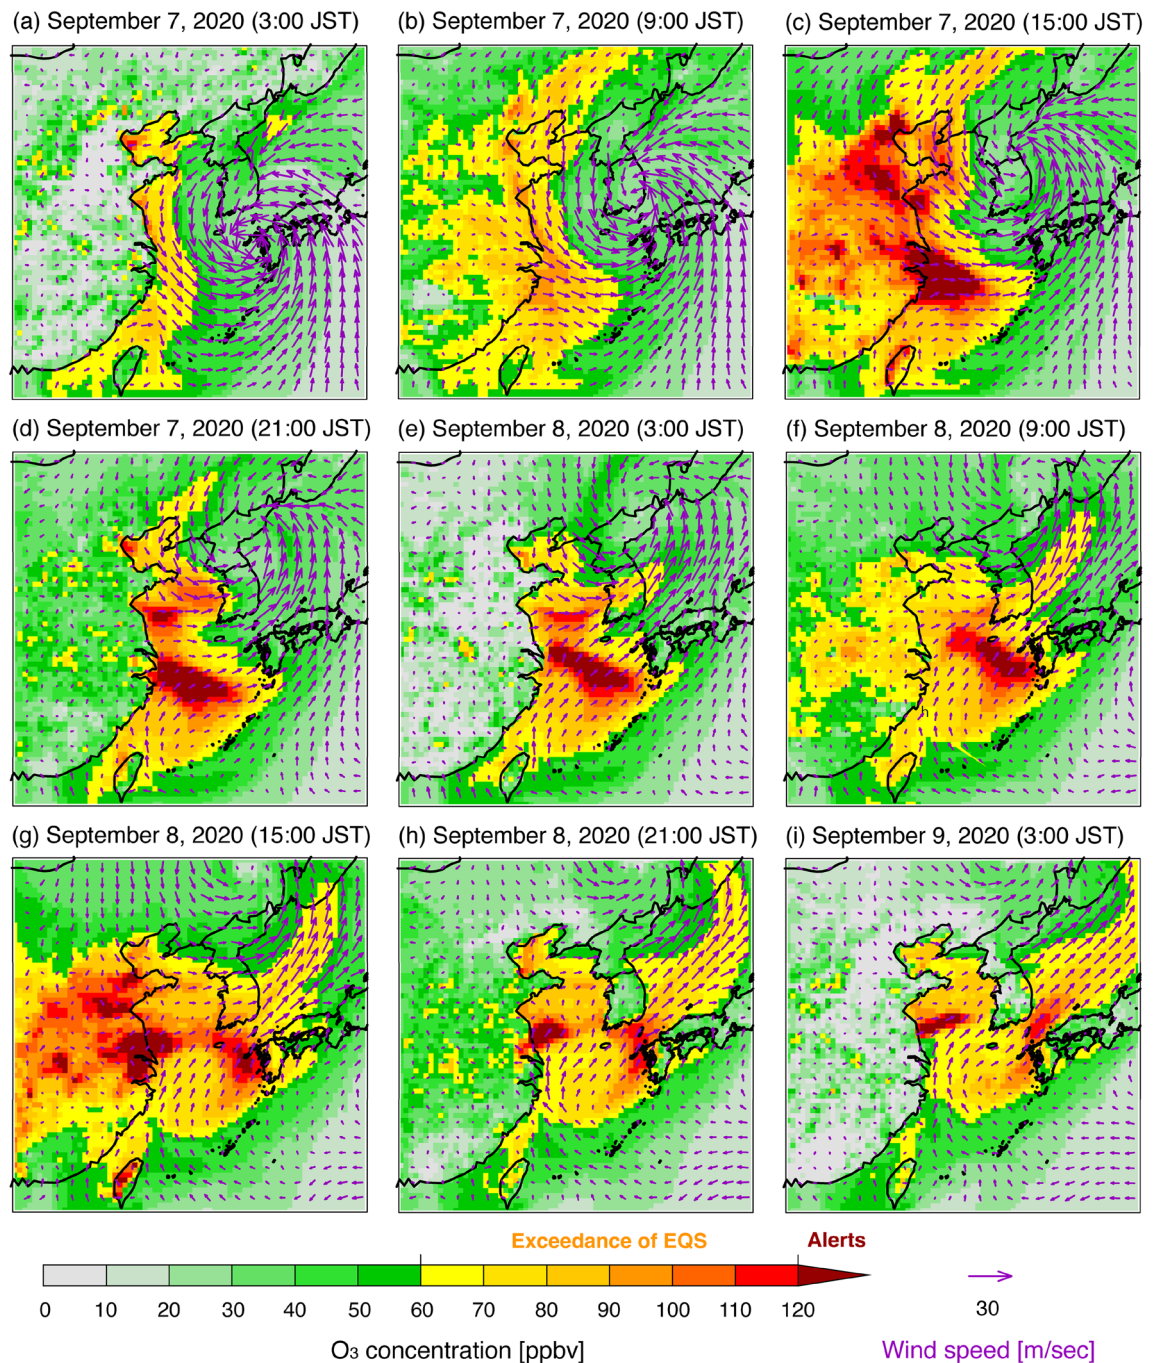 (a) September 7, 2020 (3:00 JST)
(b) September 7, 2020 (9:00 JST)
(c) September 7, 2020 (15:00 JST)
(d) September 7, 2020 (21:00 JST)
(e) September 8, 2020 (3:00 JST)
(f) September 8, 2020 (9:00 JST)
(g) September 8, 2020 (15:00 JST)
(h) September 8, 2020 (21:00 JST)
(i) September 9, 2020 (3:00 JST)
Exceedance of EQS
Alerts
0 10 20 30 40 50 60 70 80 90 100 110 120
30
O₃ concentration [ppbv]
Wind speed [m/sec]